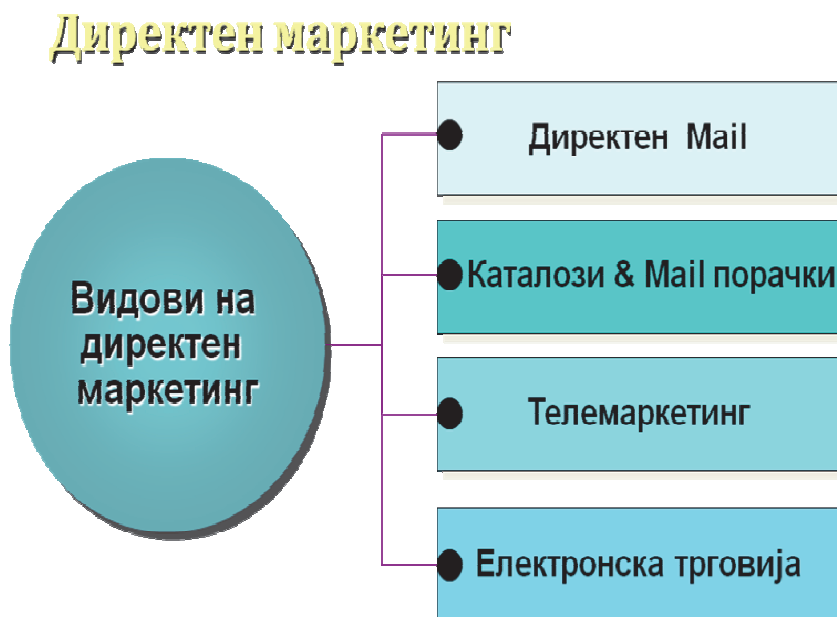 Директен маркетинг
Видови на
директен
маркетинг
Директен Mail
Каталози & Mail порачки
Телемаркетинг
Електронска трговија